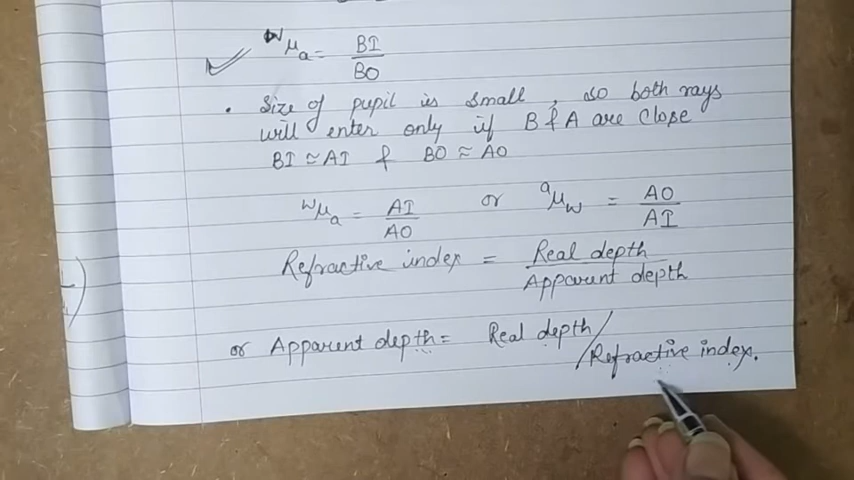 ʷμₐ = BI/BO
• Size of pupil is small, so both rays
will enter only if B & A are close
BI ≈ AI & BO ≈ AO
ʷμₐ = AI/AO or ᵃμ_w = AO/AI
Refractive index = Real depth/Apparent depth
or Apparent depth = Real depth/Refractive index.